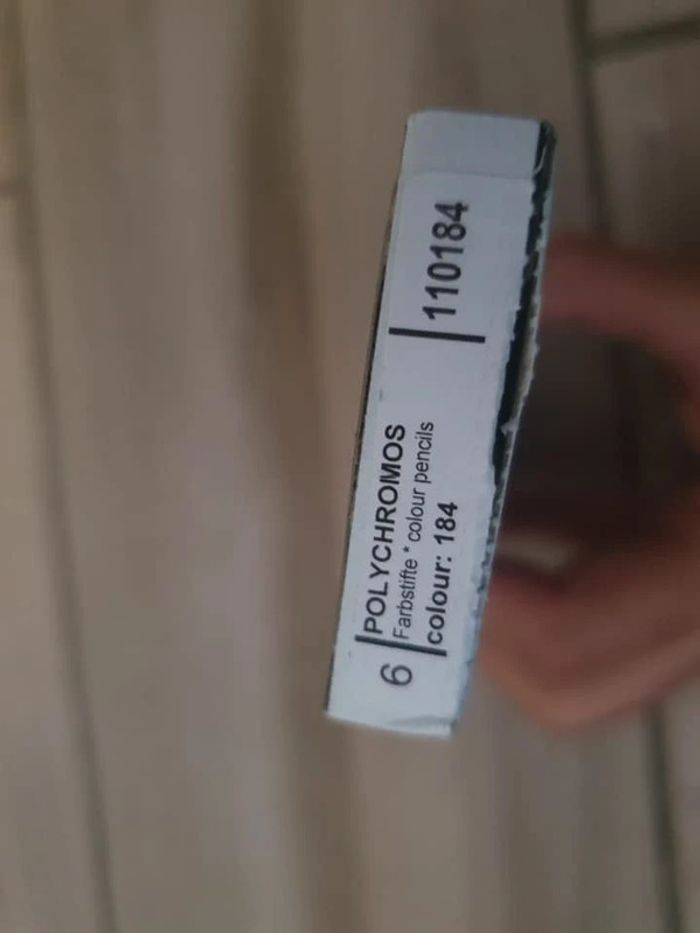 6
POLYCHROMOS
Farbstifte * colour pencils
colour: 184
110184